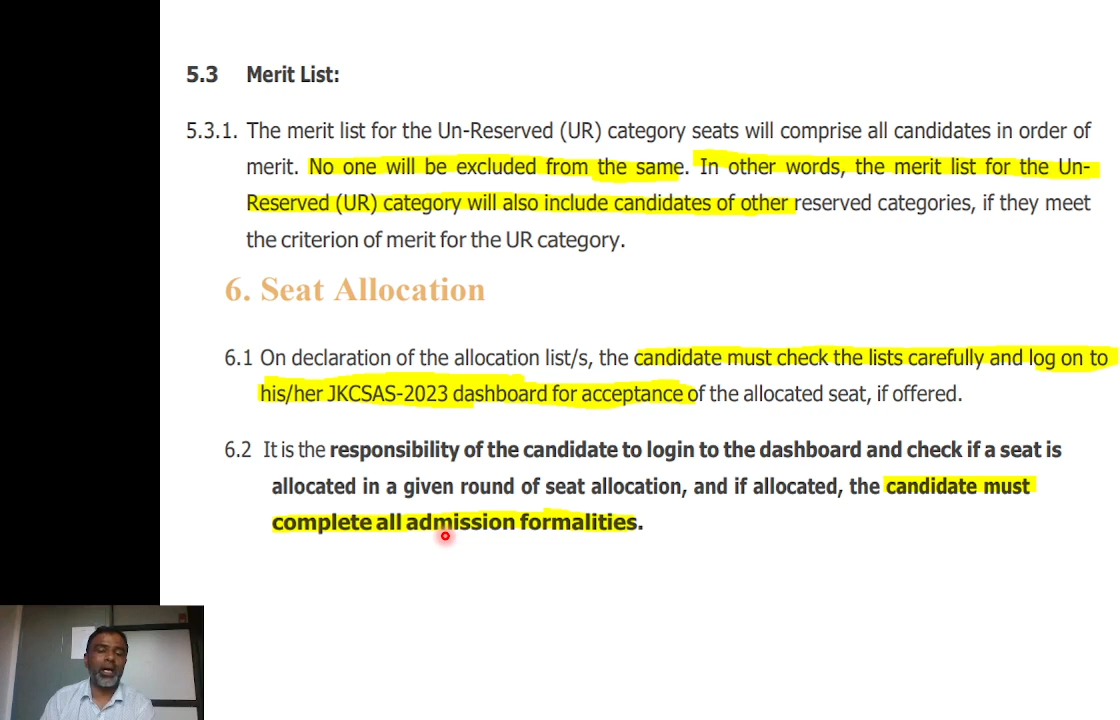 5.3 Merit List:
5.3.1. The merit list for the Un-Reserved (UR) category seats will comprise all candidates in order of
merit. No one will be excluded from the same. In other words, the merit list for the Un-
Reserved (UR) category will also include candidates of other reserved categories, if they meet
the criterion of merit for the UR category.
6. Seat Allocation
6.1 On declaration of the allocation list/s, the candidate must check the lists carefully and log on to
his/her JKCSAS-2023 dashboard for acceptance of the allocated seat, if offered.
6.2 It is the responsibility of the candidate to login to the dashboard and check if a seat is
allocated in a given round of seat allocation, and if allocated, the candidate must
complete all admission formalities.